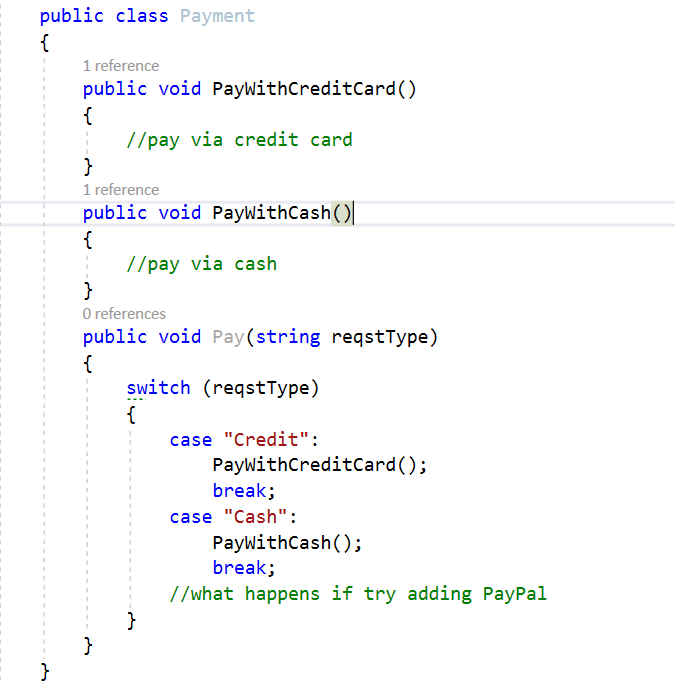 public class Payment
{
1 reference
public void PayWithCreditCard()
{
//pay via credit card
}
1 reference
public void PayWithCash()
{
//pay via cash
}
0 references
public void Pay(string reqstType)
{
switch (reqstType)
{
case "Credit":
PayWithCreditCard();
break;
case "Cash":
PayWithCash();
break;
//what happens if try adding PayPal
}
}
}